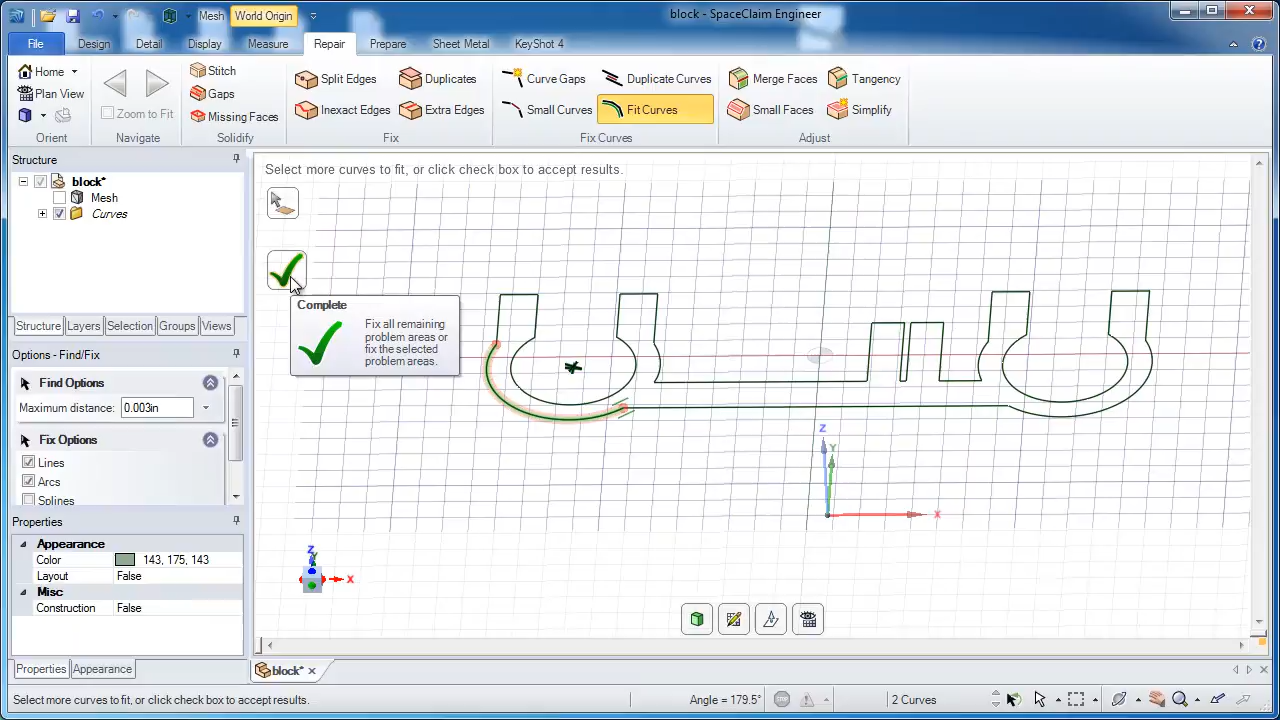 Mesh World Origin block* - SpaceClaim Engineer
File Design Detail Display Measure Repair Prepare Sheet Metal KeyShot 4
Home
Plan View
Orient
Zoom to Fit
Navigate
Stitch
Gaps
Missing Faces
Solidify
Split Edges Duplicates
Inexact Edges Extra Edges
Fix
Curve Gaps Duplicate Curves
Small Curves Fit Curves
Fix Curves
Merge Faces Tangency
Small Faces Simplify
Adjust
Structure
block*
Mesh
Curves
Structure Layers Selection Groups Views
Options - Find/Fix
Find Options
Maximum distance: 0.003in
Fix Options
Lines
Arcs
Splines
Properties
Appearance
Color 143, 175, 143
Layout False
Misc
Construction False
Properties Appearance
Select more curves to fit, or click check box to accept results.
Complete
Fix all remaining
problem areas or
fix the selected
problem areas.
Z
Y
X
Z
Y
X
block*
Select more curves to fit, or click check box to accept results. Angle = 179.5° 2 Curves